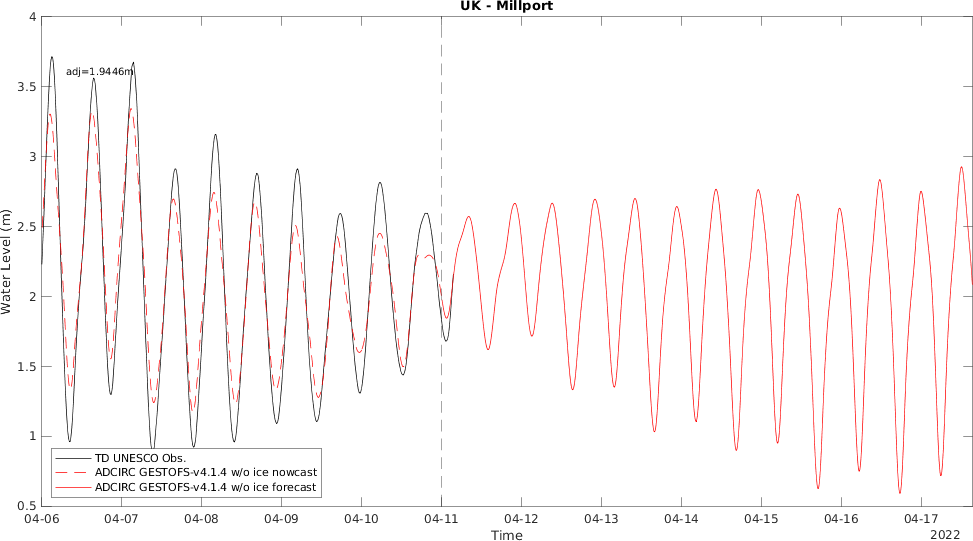 UK - Millport
adj=1.9446m
Water Level (m)
4
3.5
3
2.5
2
1.5
1
0.5
TD UNESCO Obs.
ADCIRC GESTOFS-v4.1.4 w/o ice nowcast
ADCIRC GESTOFS-v4.1.4 w/o ice forecast
04-06 04-07 04-08 04-09 04-10 04-11 04-12 04-13 04-14 04-15 04-16 04-17
Time
2022